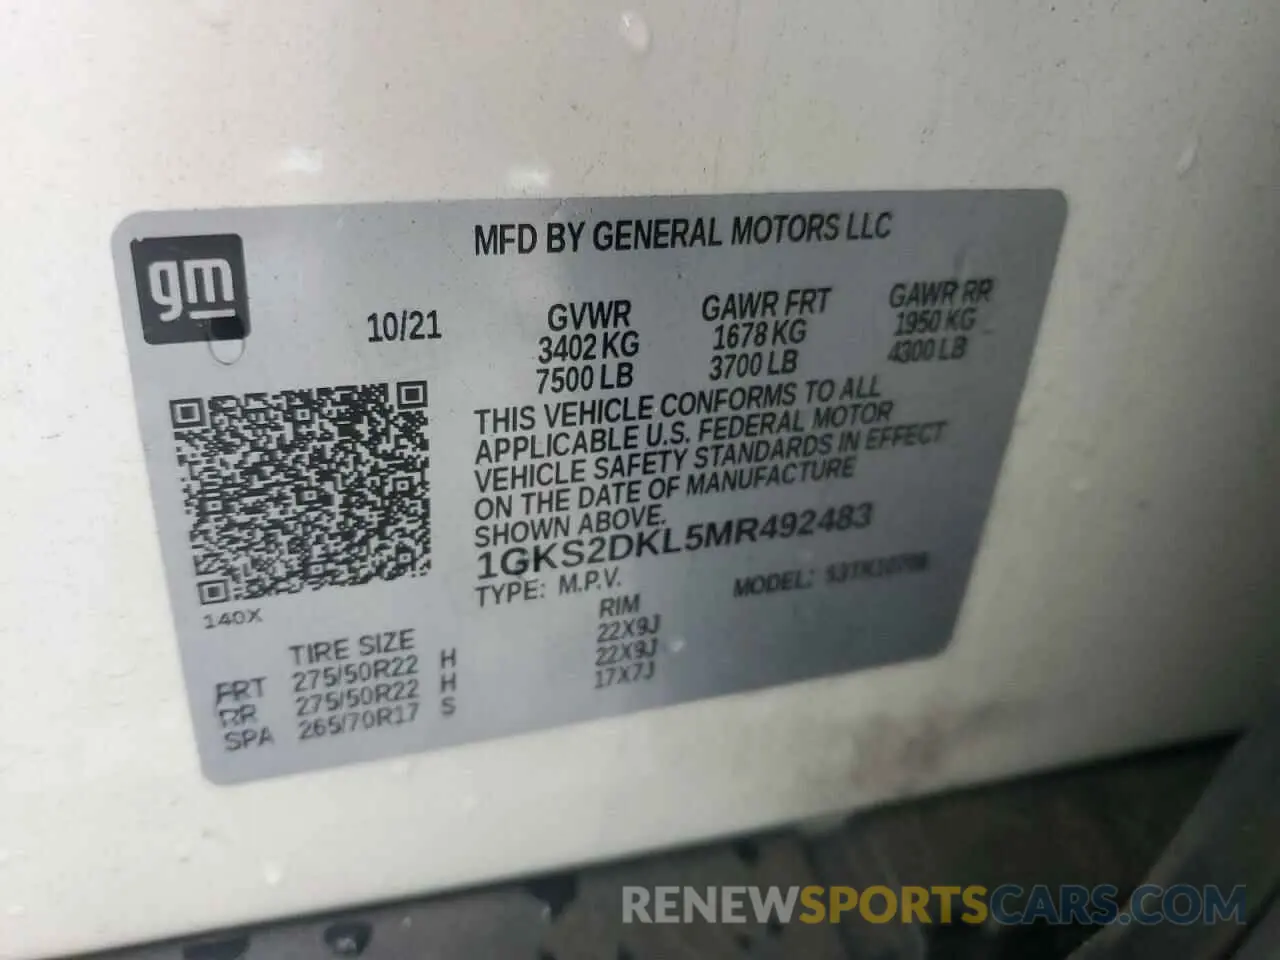 MFD BY GENERAL MOTORS LLC
gm
10/21
GVWR
3402 KG
7500 LB
GAWR FRT
1678 KG
3700 LB
GAWR RR
1950 KG
4300 LB
THIS VEHICLE CONFORMS TO ALL
APPLICABLE U.S. FEDERAL MOTOR
VEHICLE SAFETY STANDARDS IN EFFECT
ON THE DATE OF MANUFACTURE
SHOWN ABOVE.
1GKS2DKL5MR492483
TYPE: M.P.V.
MODEL:
140X
TIRE SIZE
RIM
FRT 275/50R22 H 22X9J
RR 275/50R22 H 22X9J
SPA 265/70R17 S 17X7J
RENEWSPORTSCARS.COM